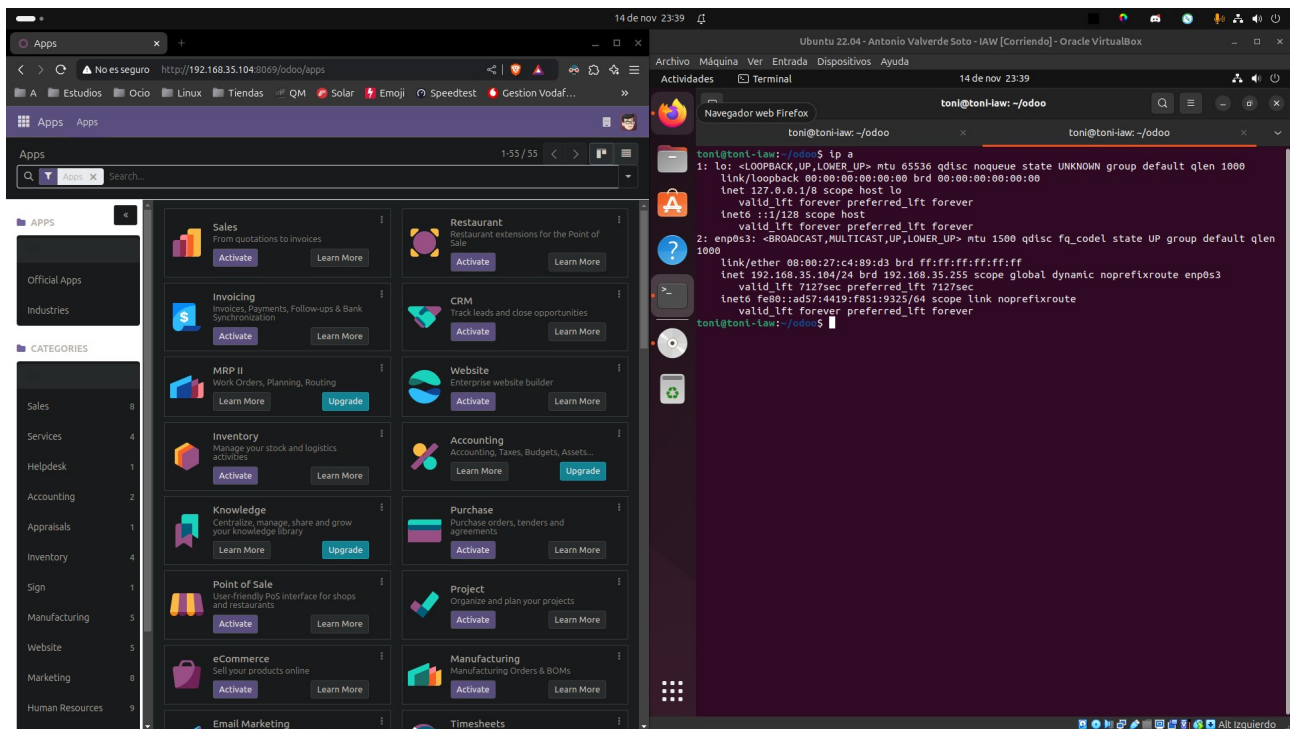 14 de nov 23:39
Apps
No es seguro http://192.168.35.104:8069/odoo/apps
A Estudios Ocio Linux Tiendas QM Solar Emoji Speedtest Gestion Vodaf... »
Apps Apps
Apps
1-55 / 55
Apps x Search...
APPS
Official Apps
Industries
CATEGORIES
Sales 8
Services 4
Helpdesk 1
Accounting 2
Appraisals 1
Inventory 4
Sign 1
Manufacturing 5
Website 5
Marketing 8
Human Resources 9
Sales
From quotations to invoices
Activate Learn More
Restaurant
Restaurant extensions for the Point of
Sale
Activate Learn More
Invoicing
Invoices, Payments, Follow-ups & Bank
Synchronization
Activate Learn More
CRM
Track leads and close opportunities
Activate Learn More
MRP II
Work Orders, Planning, Routing
Learn More Upgrade
Website
Enterprise website builder
Activate Learn More
Inventory
Manage your stock and logistics
activities
Activate Learn More
Accounting
Accounting, Taxes, Budgets, Assets...
Learn More Upgrade
Knowledge
Centralize, manage, share and grow
your knowledge library
Learn More Upgrade
Purchase
Purchase orders, tenders and
agreements
Activate Learn More
Point of Sale
User-friendly PoS interface for shops
and restaurants
Activate Learn More
Project
Organize and plan your projects
Activate Learn More
eCommerce
Sell your products online
Activate Learn More
Manufacturing
Manufacturing Orders & BOMs
Activate Learn More
Email Marketing
Timesheets
Ubuntu 22.04 - Antonio Valverde Soto - IAW [Corriendo] - Oracle VirtualBox
Archivo Máquina Ver Entrada Dispositivos Ayuda
Actividades Terminal 14 de nov 23:39
Navegador web Firefox
toni@toni-iaw: ~/odoo
toni@toni-iaw: ~/odoo toni@toni-iaw: ~/odoo
toni@toni-iaw:~/odoo$ ip a
1: lo: <LOOPBACK,UP,LOWER_UP> mtu 65536 qdisc noqueue state UNKNOWN group default qlen 1000
link/loopback 00:00:00:00:00:00 brd 00:00:00:00:00:00
inet 127.0.0.1/8 scope host lo
valid_lft forever preferred_lft forever
inet6 ::1/128 scope host
valid_lft forever preferred_lft forever
2: enp0s3: <BROADCAST,MULTICAST,UP,LOWER_UP> mtu 1500 qdisc fq_codel state UP group default qlen
1000
link/ether 08:00:27:c4:89:d3 brd ff:ff:ff:ff:ff:ff
inet 192.168.35.104/24 brd 192.168.35.255 scope global dynamic noprefixroute enp0s3
valid_lft 7127sec preferred_lft 7127sec
inet6 fe80::ad57:4419:f851:9325/64 scope link noprefixroute
valid_lft forever preferred_lft forever
toni@toni-iaw:~/odoo$
Alt Izquierdo